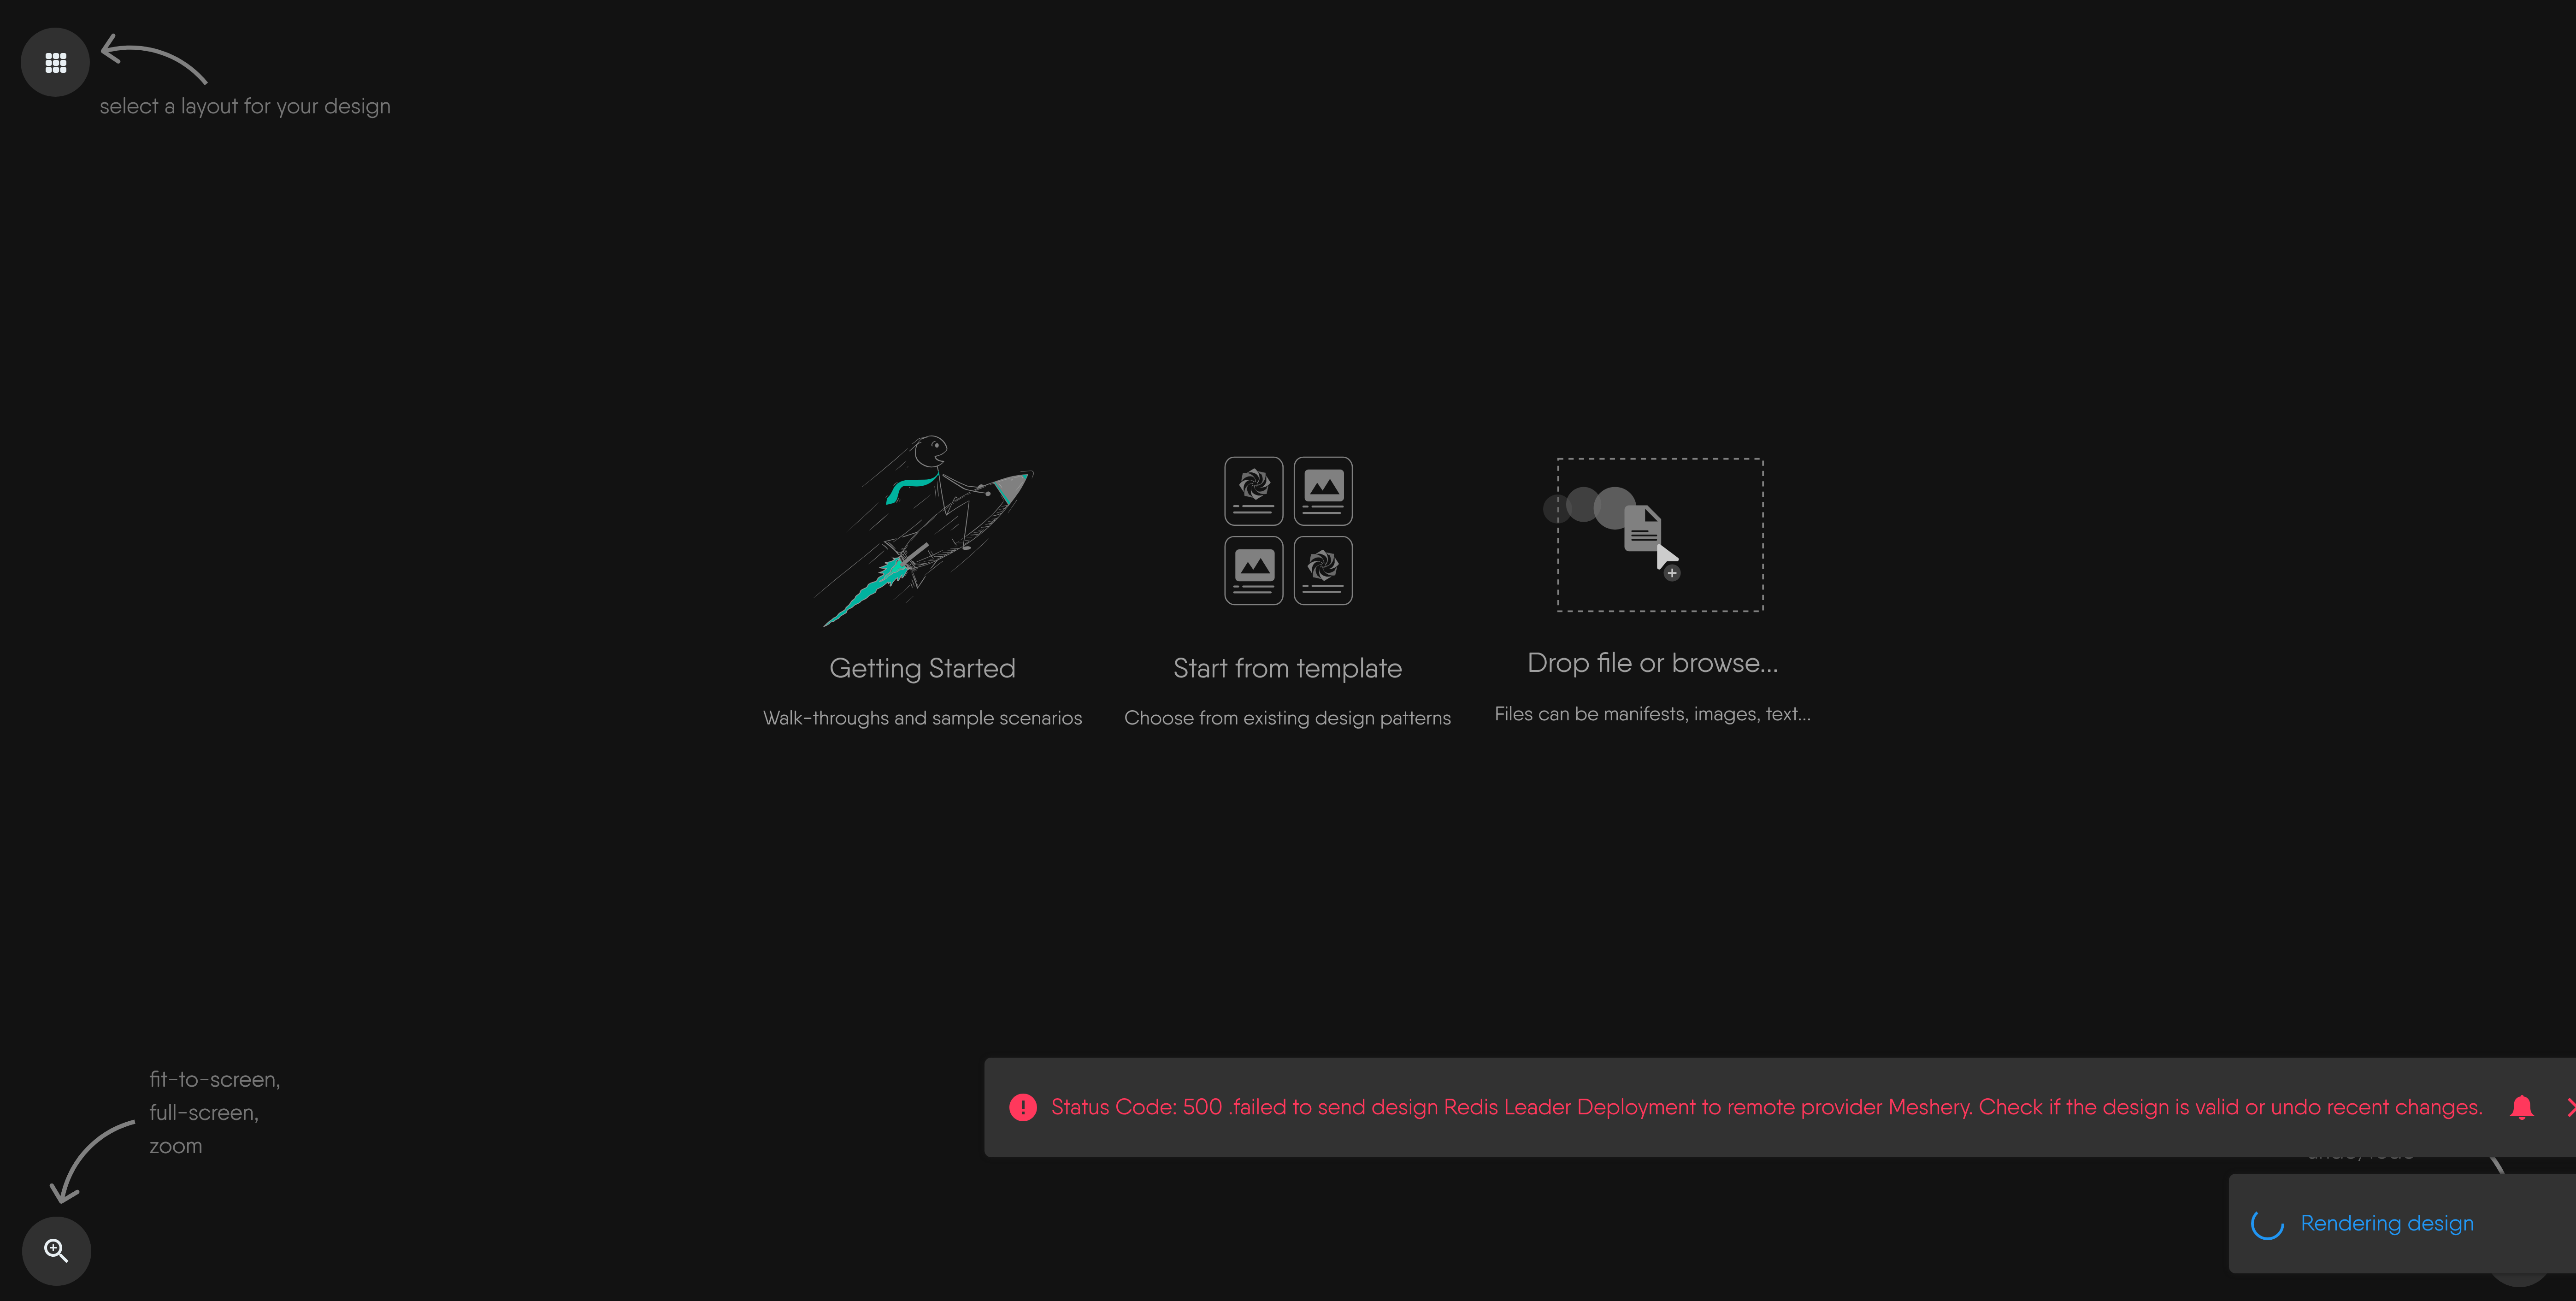 select a layout for your design
Getting Started
Walk-throughs and sample scenarios
Start from template
Choose from existing design patterns
Drop file or browse...
Files can be manifests, images, text...
fit-to-screen,
full-screen,
zoom
Status Code: 500 .failed to send design Redis Leader Deployment to remote provider Meshery. Check if the design is valid or undo recent changes.
Rendering design